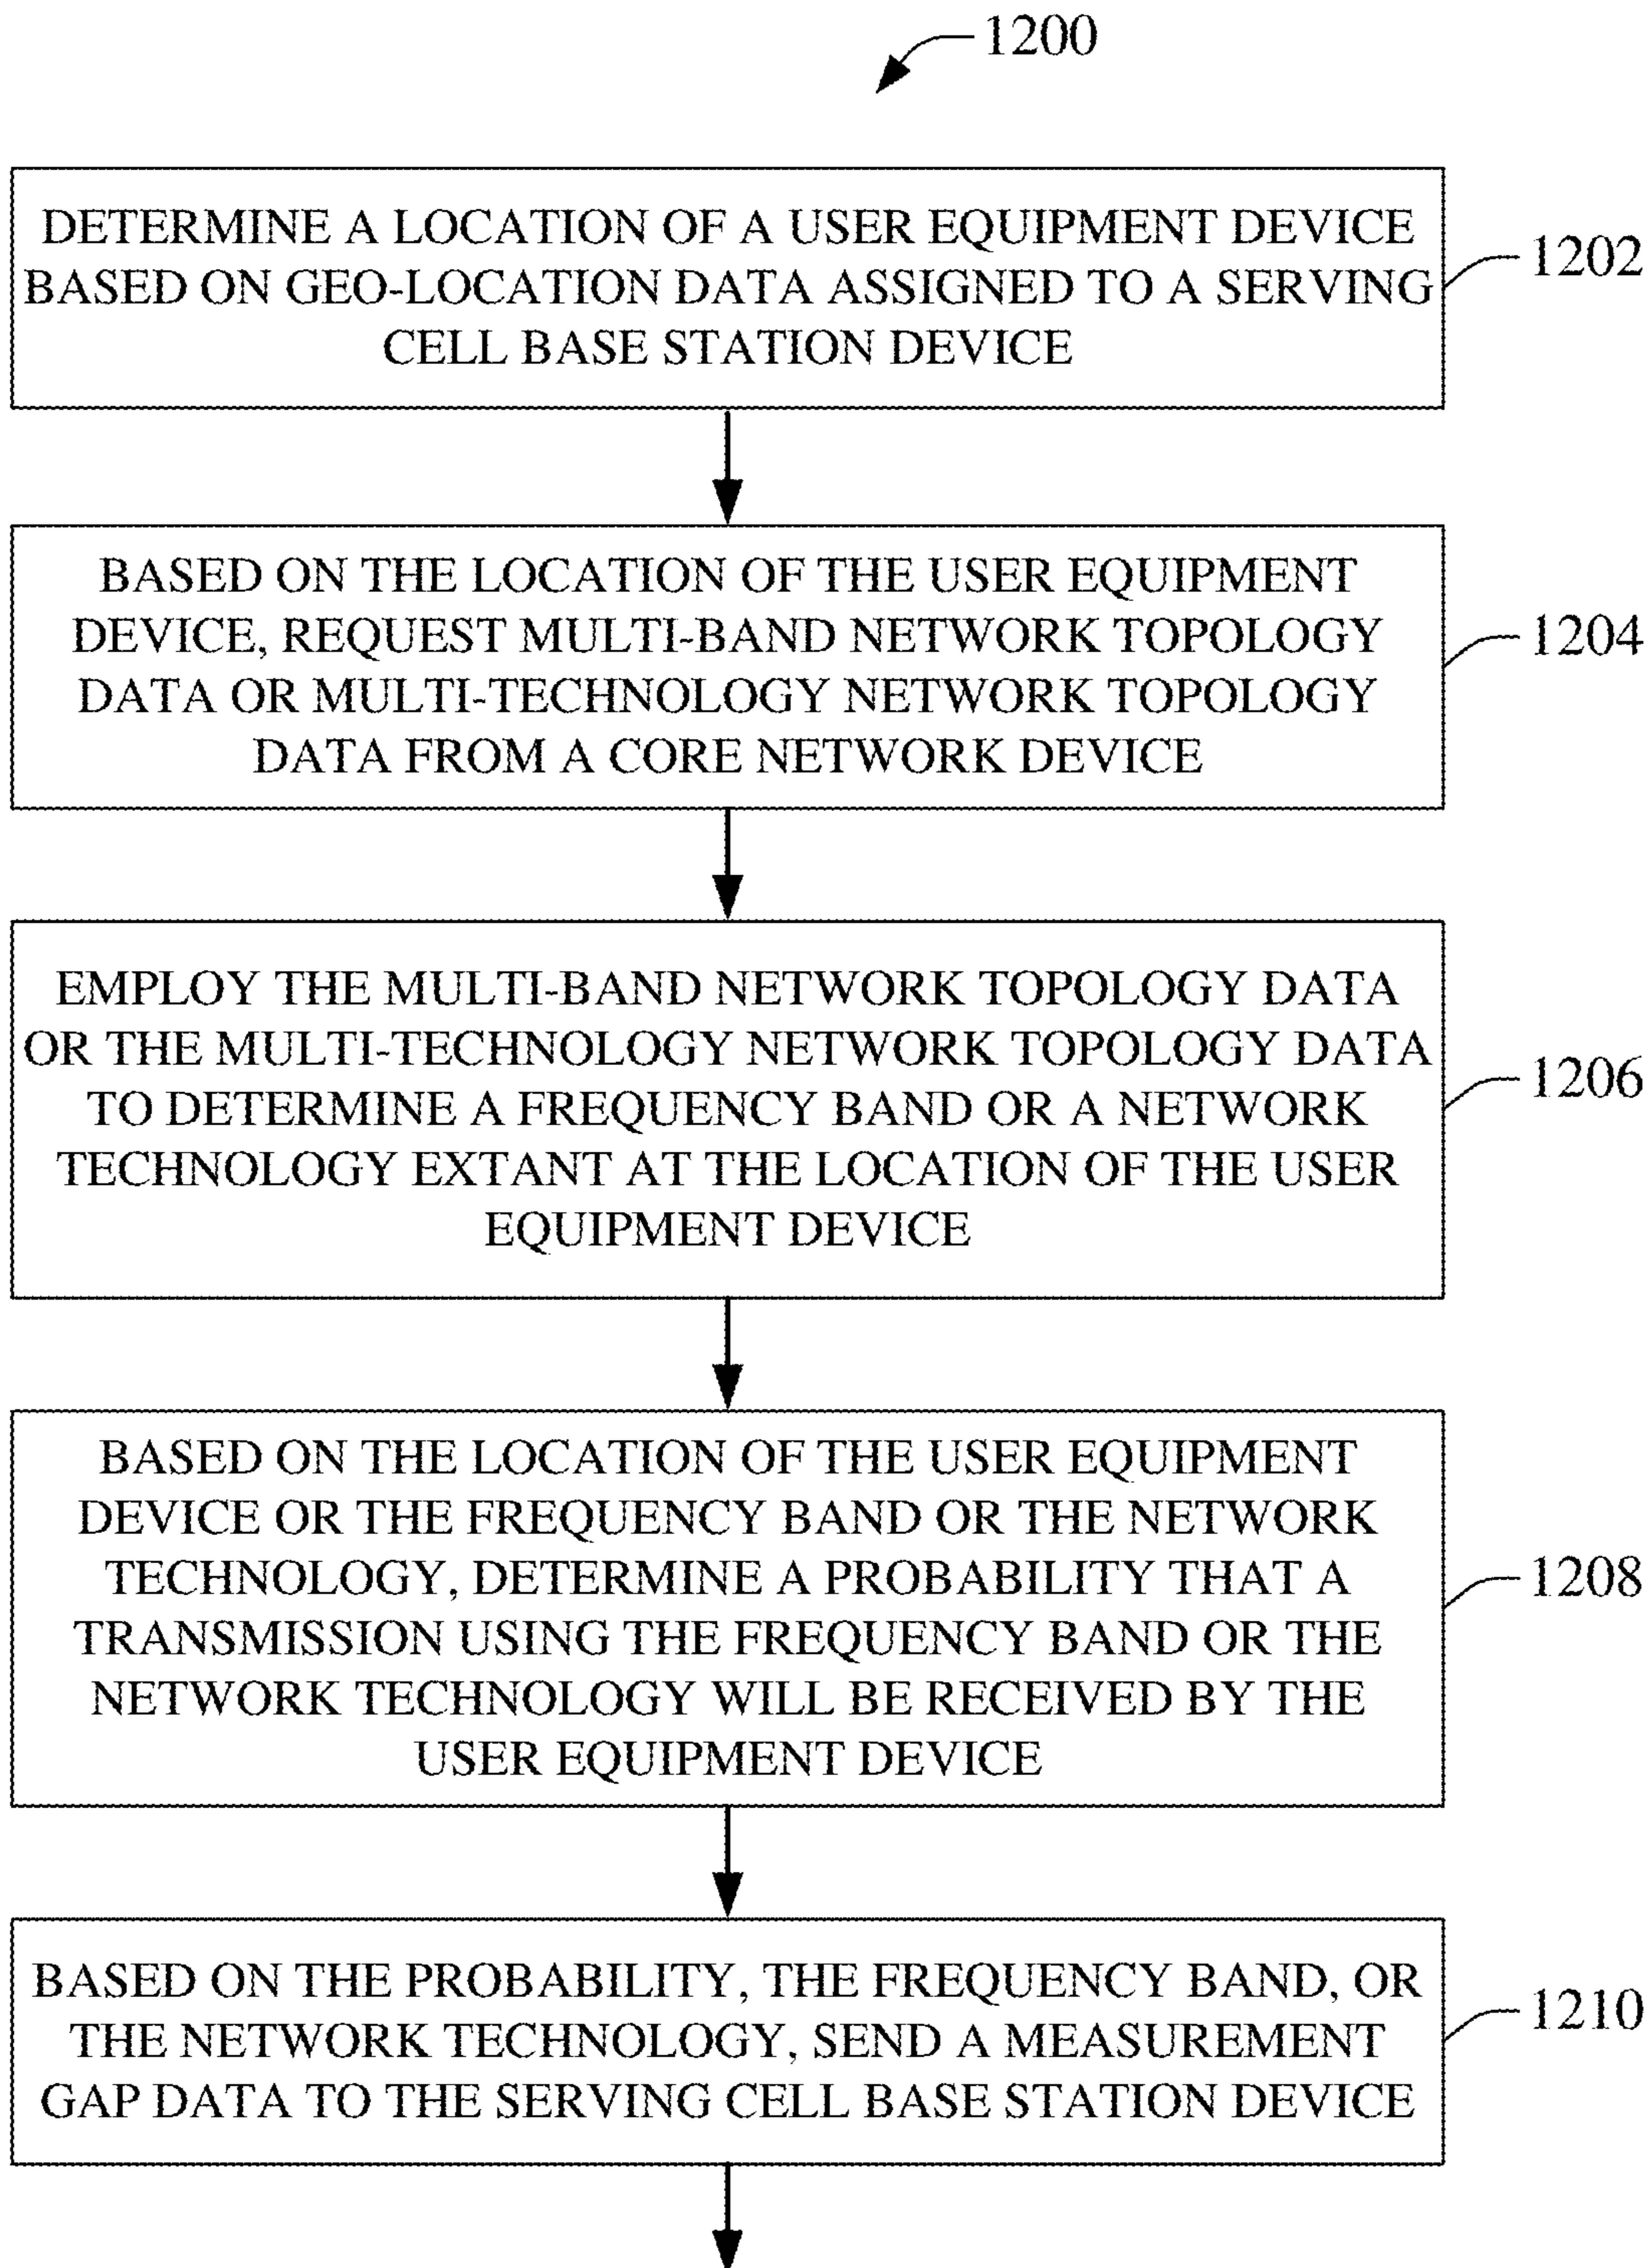 1200
DETERMINE A LOCATION OF A USER EQUIPMENT DEVICE
BASED ON GEO-LOCATION DATA ASSIGNED TO A SERVING
CELL BASE STATION DEVICE
1202
BASED ON THE LOCATION OF THE USER EQUIPMENT
DEVICE, REQUEST MULTI-BAND NETWORK TOPOLOGY
DATA OR MULTI-TECHNOLOGY NETWORK TOPOLOGY
DATA FROM A CORE NETWORK DEVICE
1204
EMPLOY THE MULTI-BAND NETWORK TOPOLOGY DATA
OR THE MULTI-TECHNOLOGY NETWORK TOPOLOGY DATA
TO DETERMINE A FREQUENCY BAND OR A NETWORK
TECHNOLOGY EXTANT AT THE LOCATION OF THE USER
EQUIPMENT DEVICE
1206
BASED ON THE LOCATION OF THE USER EQUIPMENT
DEVICE OR THE FREQUENCY BAND OR THE NETWORK
TECHNOLOGY, DETERMINE A PROBABILITY THAT A
TRANSMISSION USING THE FREQUENCY BAND OR THE
NETWORK TECHNOLOGY WILL BE RECEIVED BY THE
USER EQUIPMENT DEVICE
1208
BASED ON THE PROBABILITY, THE FREQUENCY BAND, OR
THE NETWORK TECHNOLOGY, SEND A MEASUREMENT
GAP DATA TO THE SERVING CELL BASE STATION DEVICE
1210